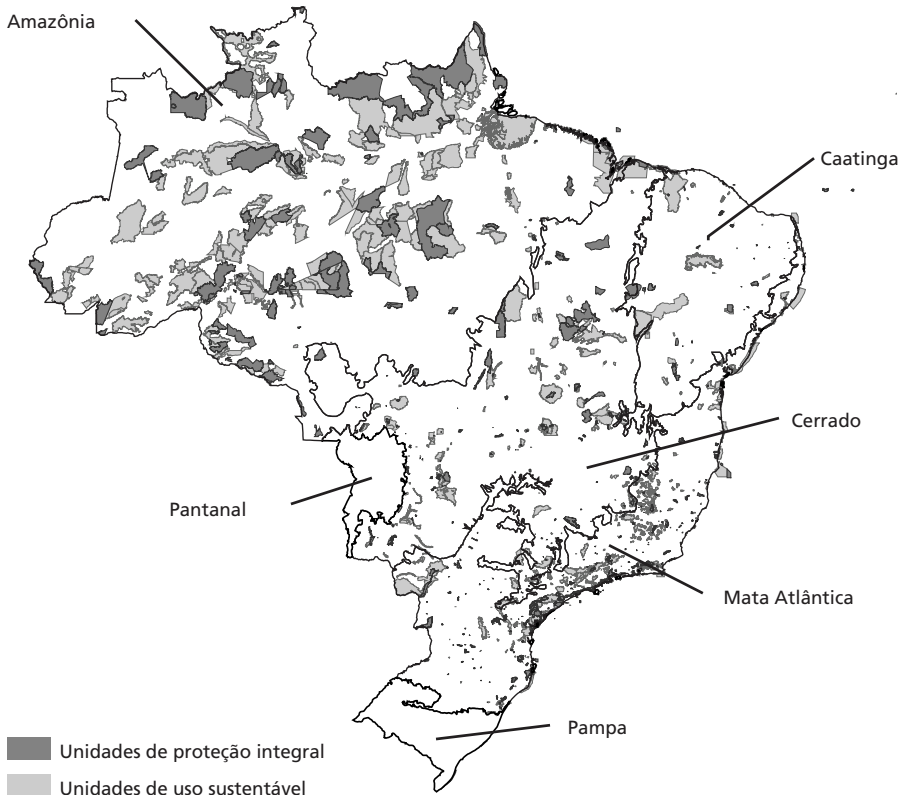 Amazônia
Caatinga
Cerrado
Pantanal
Mata Atlântica
Pampa
Unidades de proteção integral
Unidades de uso sustentável